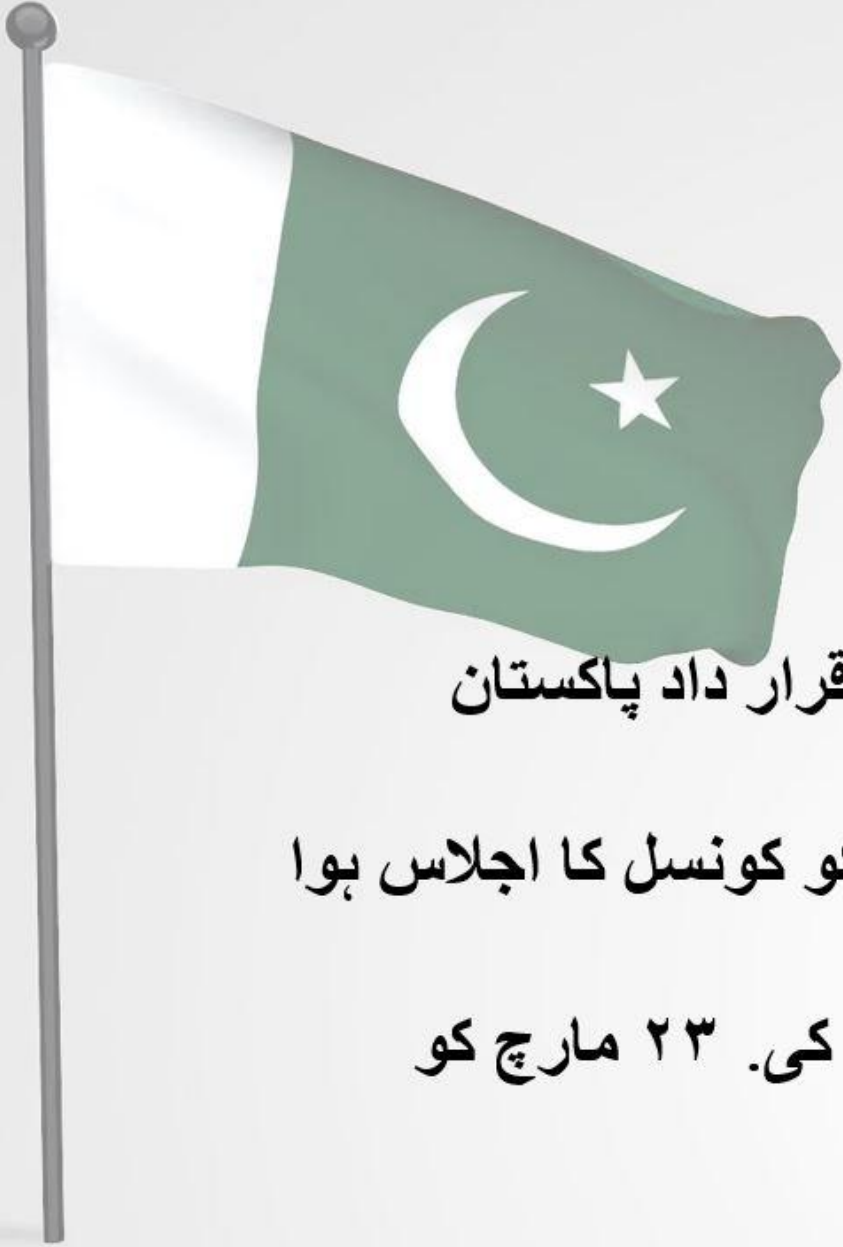 قرار داد پاکستان
کو کونسل کا اجلاس ہوا
کی. ۲۳ مارچ کو